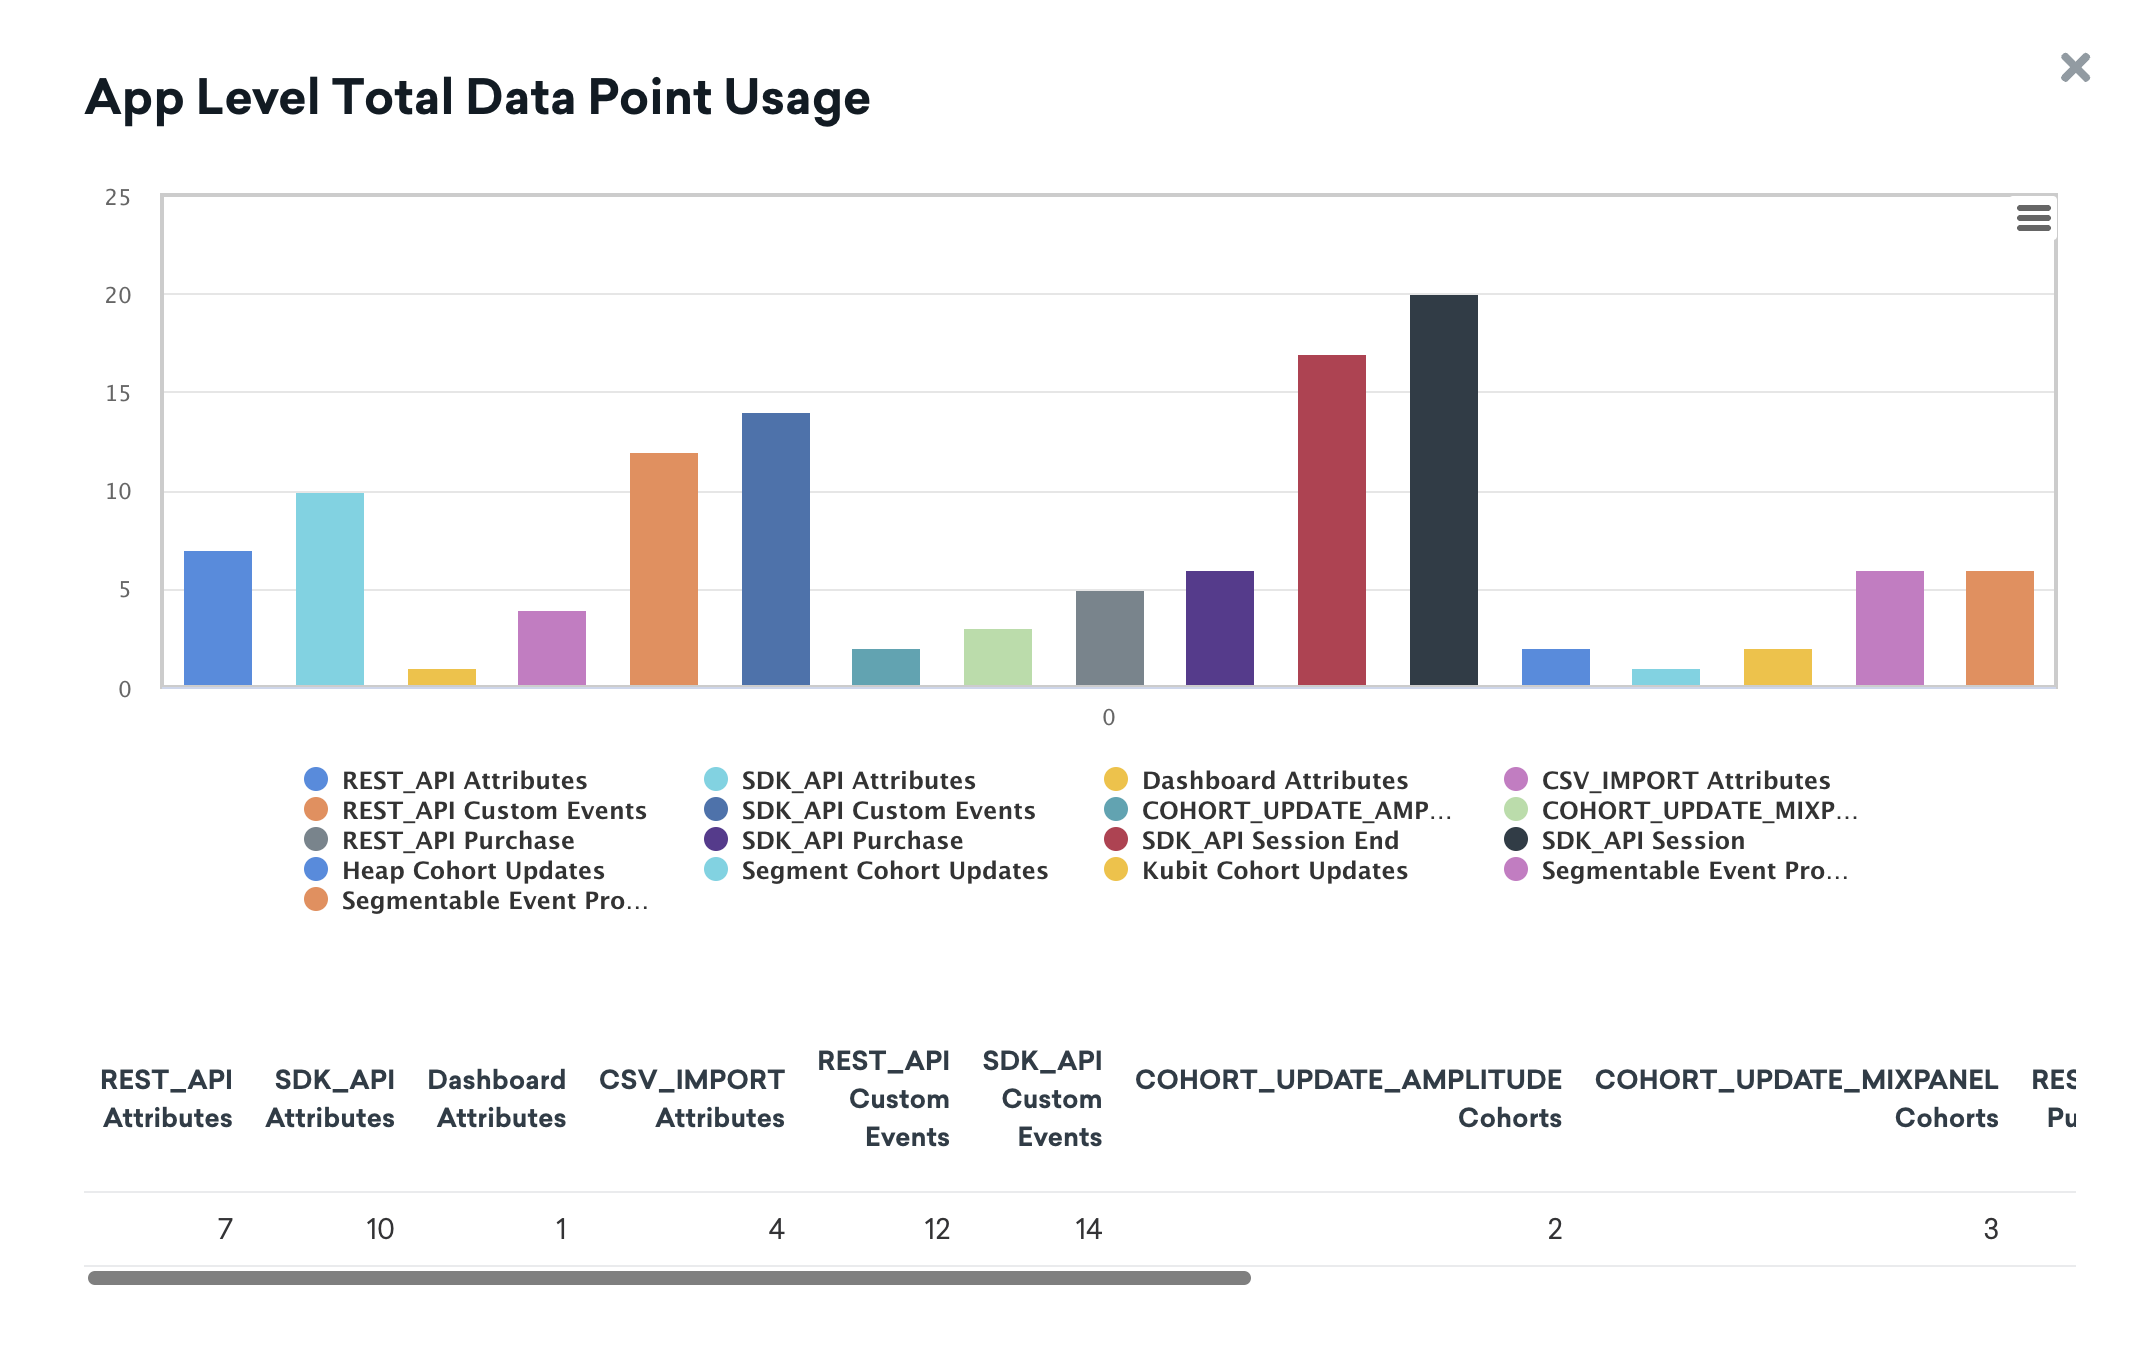 App Level Total Data Point Usage
25
20
15
10
5
0
0
REST_API Attributes
SDK_API Attributes
Dashboard Attributes
CSV_IMPORT Attributes
REST_API Custom Events
SDK_API Custom Events
COHORT_UPDATE_AMP...
COHORT_UPDATE_MIXP...
REST_API Purchase
SDK_API Purchase
SDK_API Session End
SDK_API Session
Heap Cohort Updates
Segment Cohort Updates
Kubit Cohort Updates
Segmentable Event Pro...
Segmentable Event Pro...
REST_API
Attributes
SDK_API
Attributes
Dashboard
Attributes
CSV_IMPORT
Attributes
REST_API
Custom
Events
SDK_API
Custom
Events
COHORT_UPDATE_AMPLITUDE
Cohorts
COHORT_UPDATE_MIXPANEL
Cohorts
RES
Pu
7
10
1
4
12
14
2
3